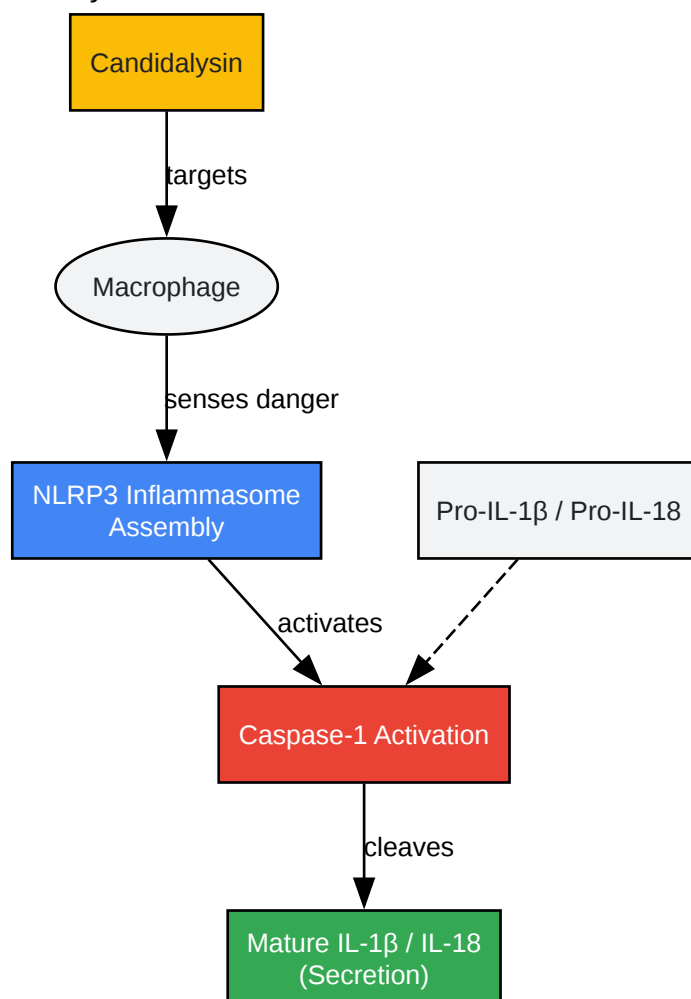 Candidalysin
targets
Macrophage
senses danger
NLRP3 Inflammasome
Assembly
Pro-IL-1β / Pro-IL-18
activates
Caspase-1 Activation
cleaves
Mature IL-1β / IL-18
(Secretion)